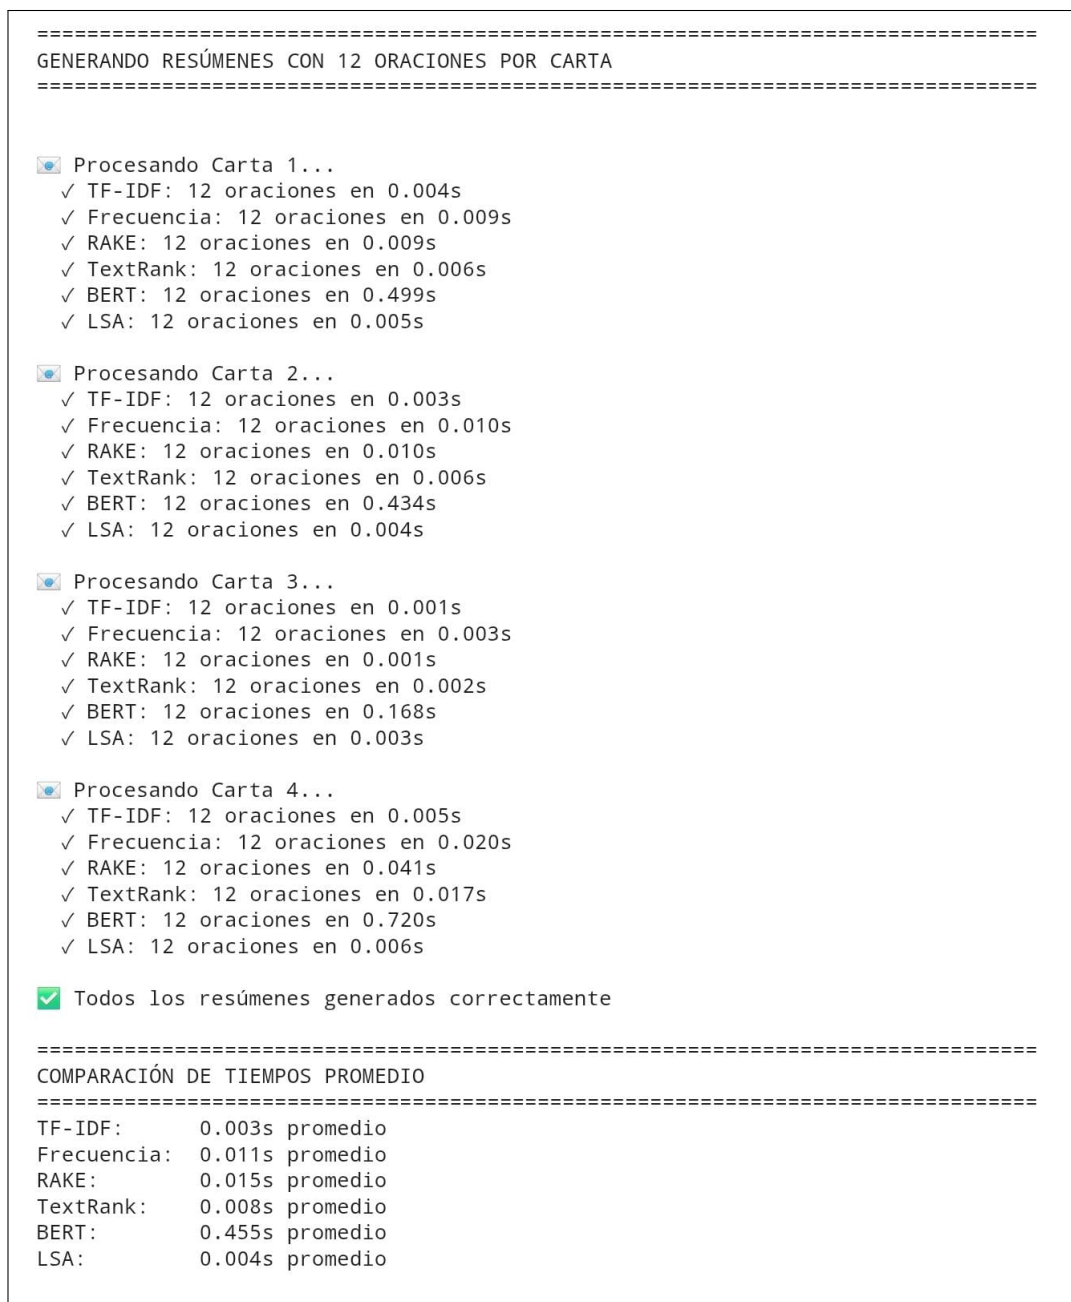 ================================================================================
GENERANDO RESÚMENES CON 12 ORACIONES POR CARTA
================================================================================
📧 Procesando Carta 1...
✓ TF-IDF: 12 oraciones en 0.004s
✓ Frecuencia: 12 oraciones en 0.009s
✓ RAKE: 12 oraciones en 0.009s
✓ TextRank: 12 oraciones en 0.006s
✓ BERT: 12 oraciones en 0.499s
✓ LSA: 12 oraciones en 0.005s
📧 Procesando Carta 2...
✓ TF-IDF: 12 oraciones en 0.003s
✓ Frecuencia: 12 oraciones en 0.010s
✓ RAKE: 12 oraciones en 0.010s
✓ TextRank: 12 oraciones en 0.006s
✓ BERT: 12 oraciones en 0.434s
✓ LSA: 12 oraciones en 0.004s
📧 Procesando Carta 3...
✓ TF-IDF: 12 oraciones en 0.001s
✓ Frecuencia: 12 oraciones en 0.003s
✓ RAKE: 12 oraciones en 0.001s
✓ TextRank: 12 oraciones en 0.002s
✓ BERT: 12 oraciones en 0.168s
✓ LSA: 12 oraciones en 0.003s
📧 Procesando Carta 4...
✓ TF-IDF: 12 oraciones en 0.005s
✓ Frecuencia: 12 oraciones en 0.020s
✓ RAKE: 12 oraciones en 0.041s
✓ TextRank: 12 oraciones en 0.017s
✓ BERT: 12 oraciones en 0.720s
✓ LSA: 12 oraciones en 0.006s
✅ Todos los resúmenes generados correctamente
================================================================================
COMPARACIÓN DE TIEMPOS PROMEDIO
================================================================================
TF-IDF: 0.003s promedio
Frecuencia: 0.011s promedio
RAKE: 0.015s promedio
TextRank: 0.008s promedio
BERT: 0.455s promedio
LSA: 0.004s promedio